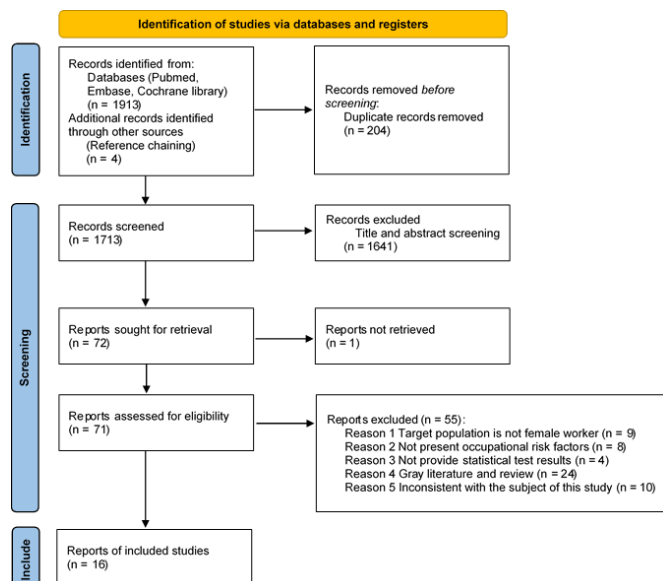 Identification of studies via databases and registers
Identification
Records identified from:
Databases (Pubmed,
Embase, Cochrane library)
(n = 1913)
Additional records identified
through other sources
(Reference chaining)
(n = 4)
Records removed before
screening:
Duplicate records removed
(n = 204)
Screening
Records screened
(n = 1713)
Records excluded
Title and abstract screening
(n = 1641)
Reports sought for retrieval
(n = 72)
Reports not retrieved
(n = 1)
Reports assessed for eligibility
(n = 71)
Reports excluded (n = 55):
Reason 1 Target population is not female worker (n = 9)
Reason 2 Not present occupational risk factors (n = 8)
Reason 3 Not provide statistical test results (n = 4)
Reason 4 Gray literature and review (n = 24)
Reason 5 Inconsistent with the subject of this study (n = 10)
Include
Reports of included studies
(n = 16)